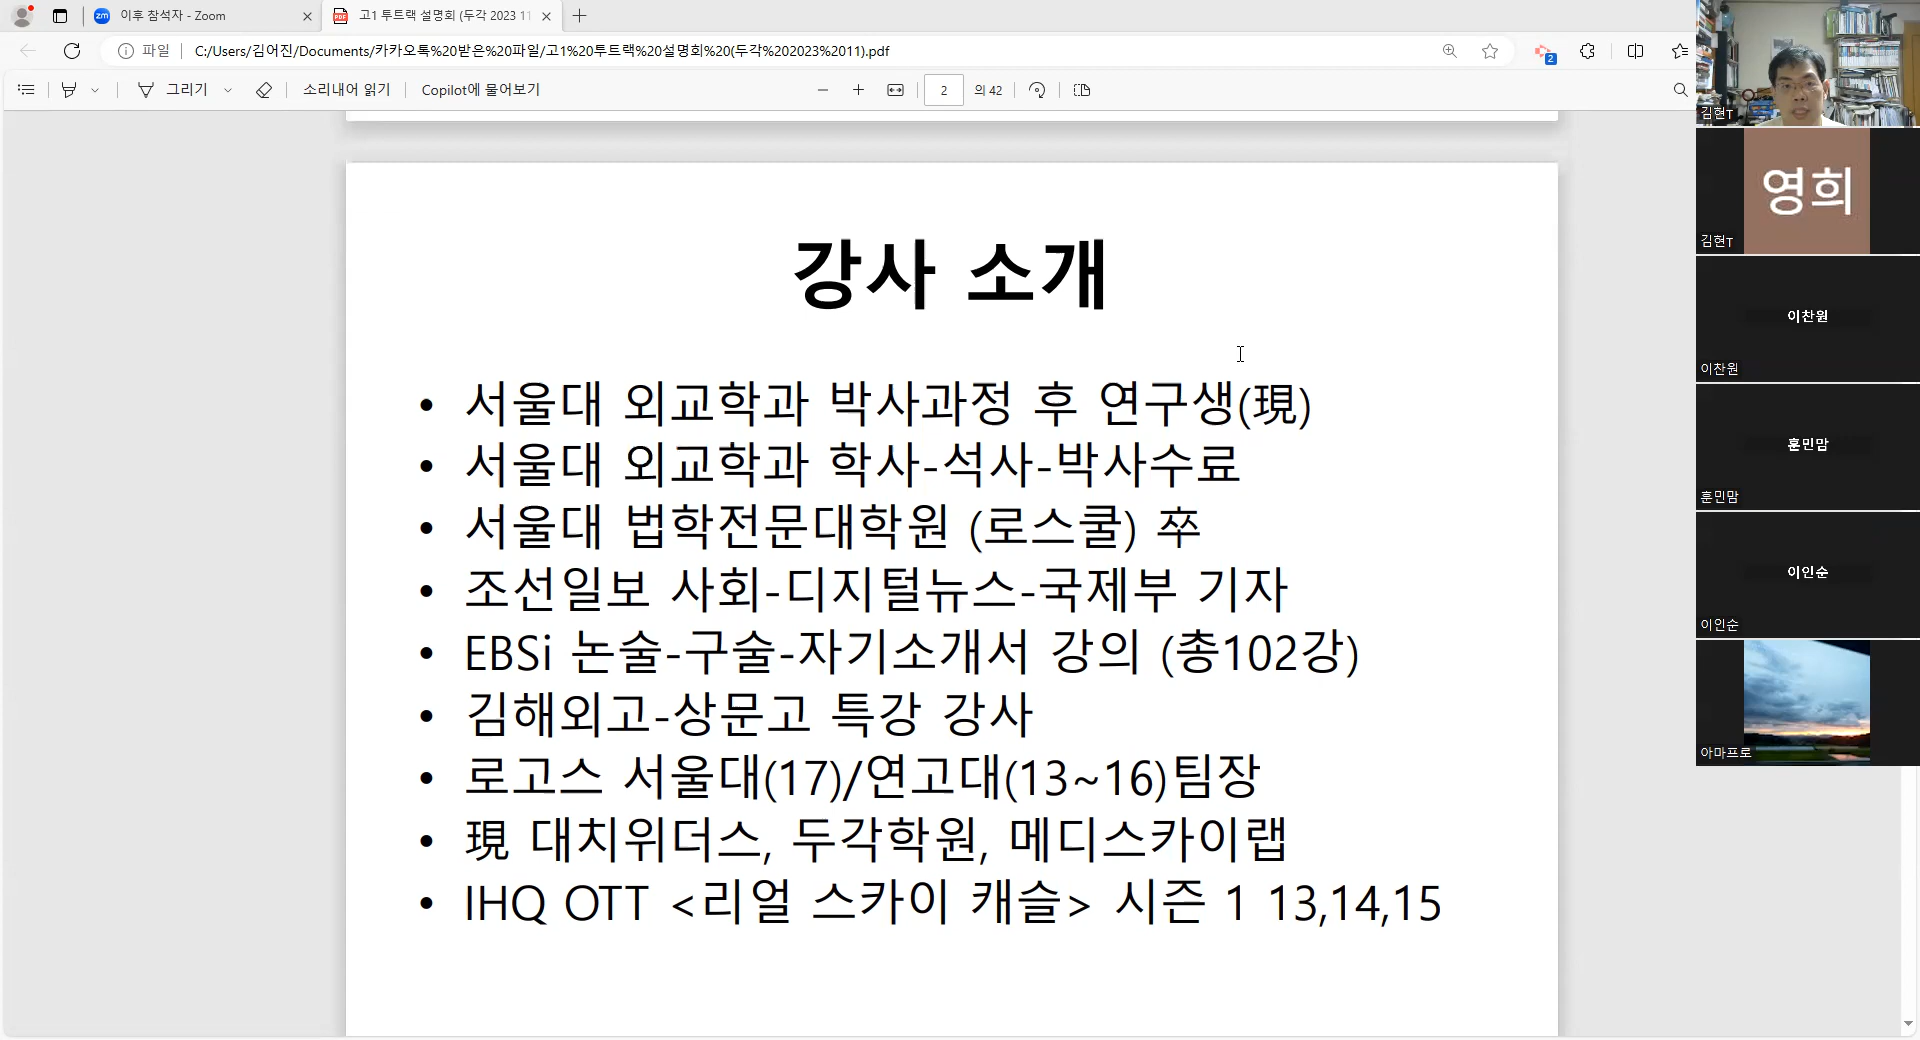 이후 참석자 - Zoom
고1 투트랙 설명회 (두각 2023 11
파일
C:/Users/김어진/Documents/카카오톡%20받은%20파일/고1%20투트랙%20설명회%20(두각%202023%2011).pdf
2
그리기
소리내어 읽기
Copilot에 물어보기
2
의 42
강사 소개
• 서울대 외교학과 박사과정 후 연구생(現)
• 서울대 외교학과 학사-석사-박사수료
• 서울대 법학전문대학원 (로스쿨) 卒
• 조선일보 사회-디지털뉴스-국제부 기자
• EBSi 논술-구술-자기소개서 강의 (총102강)
• 김해외고-상문고 특강 강사
• 로고스 서울대(17)/연고대(13~16)팀장
• 現 대치위더스, 두각학원, 메디스카이랩
• IHQ OTT <리얼 스카이 캐슬> 시즌 1 13,14,15
김현T
영희
김현T
이찬원
이찬원
훈민맘
훈민맘
이인순
이인순
아마프로